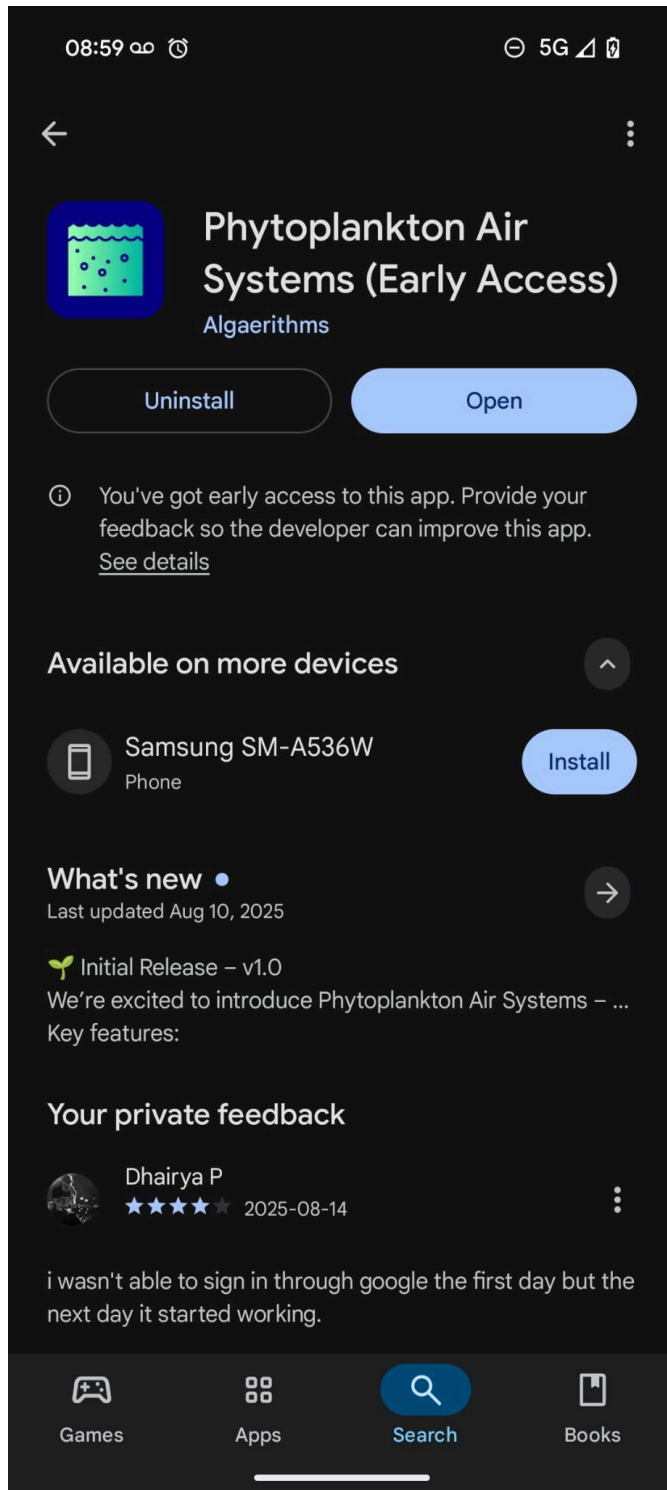 08:59
5G
Phytoplankton Air
Systems (Early Access)
Algaerithms
Uninstall
Open
You've got early access to this app. Provide your
feedback so the developer can improve this app.
See details
Available on more devices
Samsung SM-A536W
Phone
Install
What's new
Last updated Aug 10, 2025
🌱 Initial Release – v1.0
We’re excited to introduce Phytoplankton Air Systems – ...
Key features:
Your private feedback
Dhairya P
2025-08-14
i wasn't able to sign in through google the first day but the
next day it started working.
Games
Apps
Search
Books